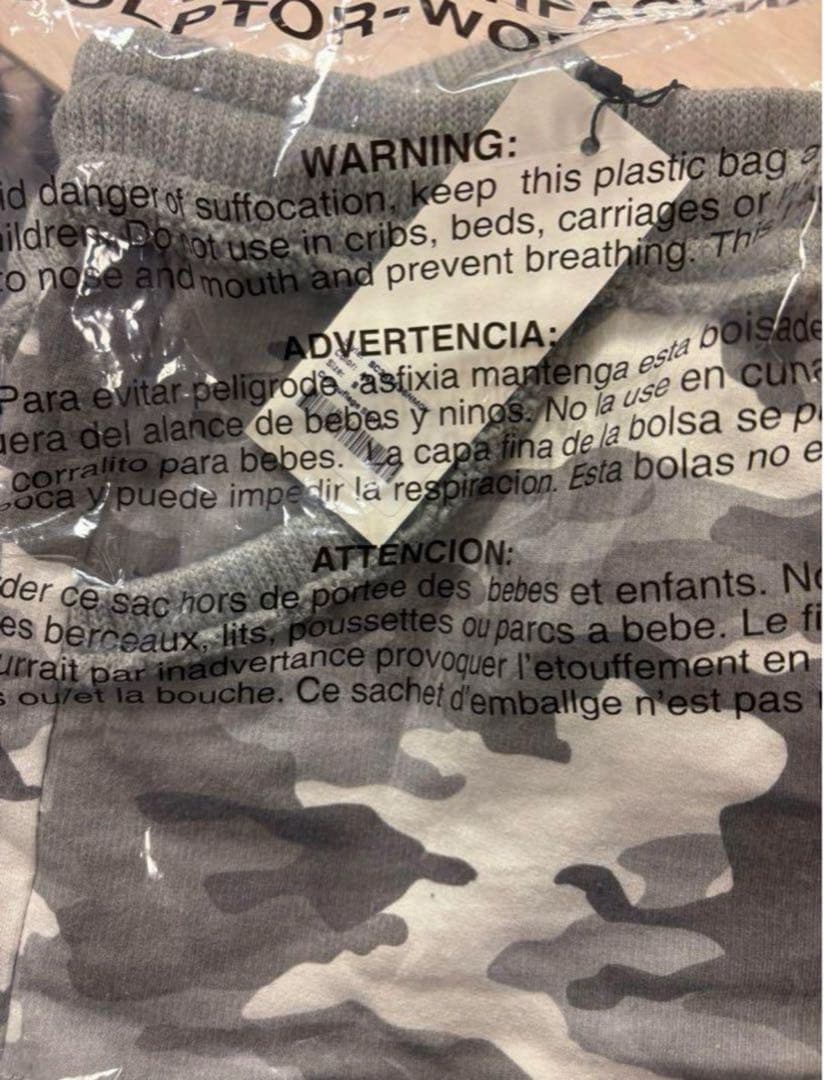 SCULPTOR-WO
WARNING:
id danger of suffocation, keep this plastic bag a
ildren. Do not use in cribs, beds, carriages or
to nose and mouth and prevent breathing. This
ADVERTENCIA:
Para evitar peligrode asfixia mantenga esta boisade
uera del alance de bebes y ninos. No la use en cuna
corralito para bebes. La capa fina de la bolsa se p
boca y puede impedir la respiracion. Esta bolas no e
ATTENCION:
der ce sac hors de portee des bebes et enfants. No
es berceaux, lits, poussettes ou parcs a bebe. Le fi
urrait par inadvertance provoquer l'etouffement en
s ou/et la bouche. Ce sachet d'emballge n'est pas